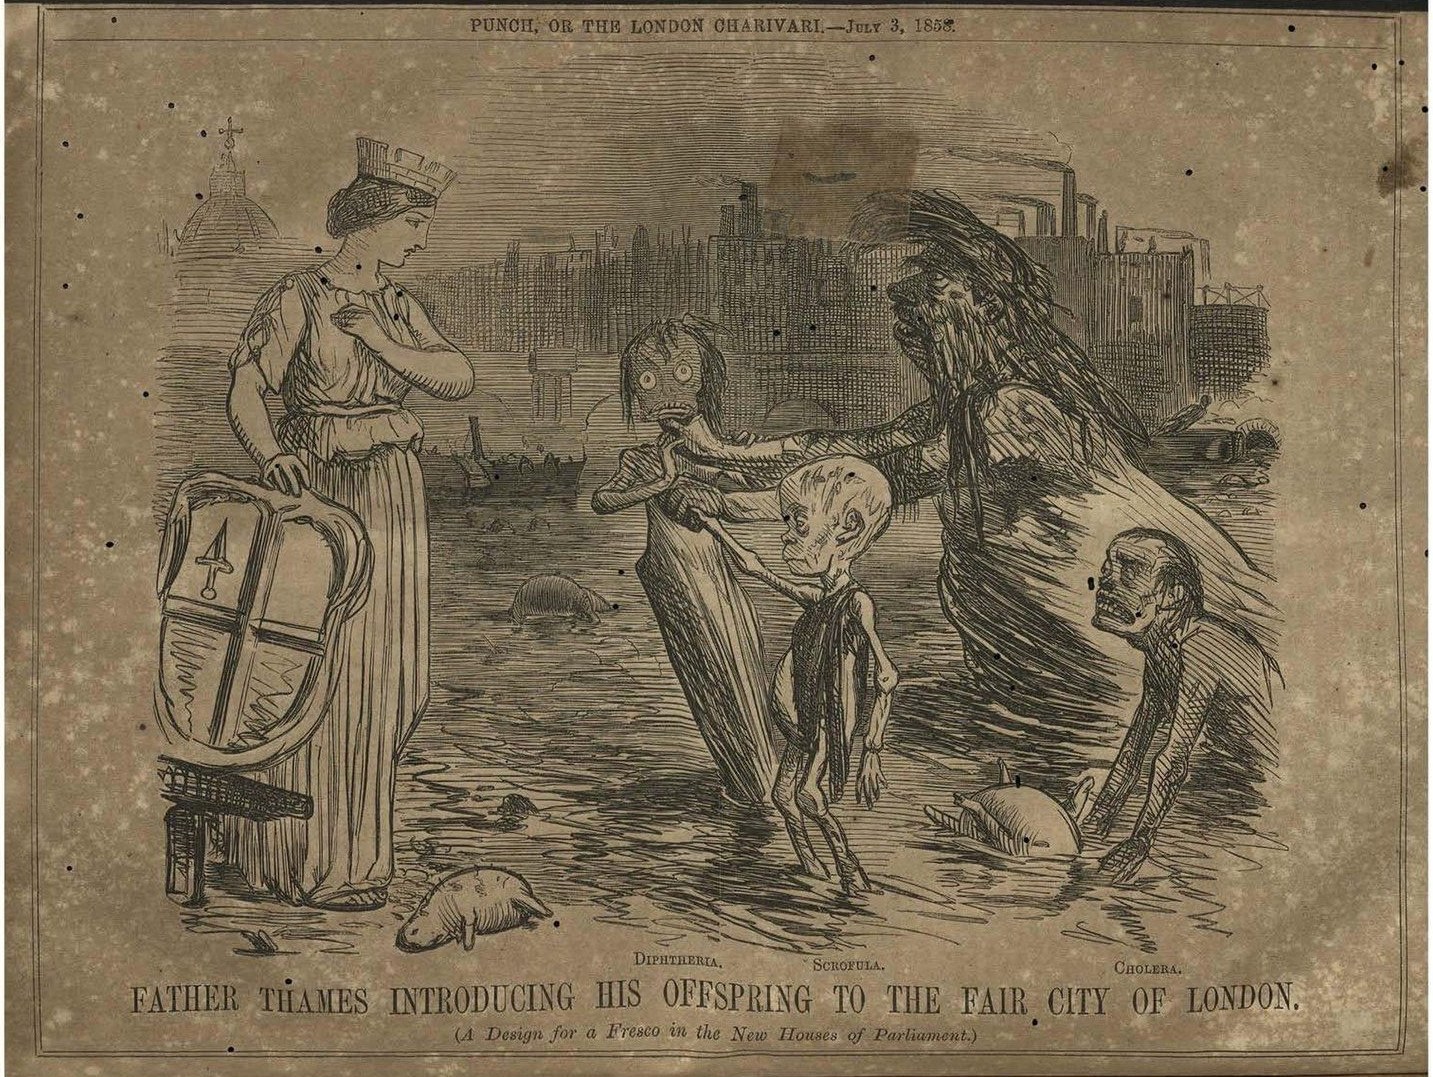 PUNCH, OR THE LONDON CHARIVARI.—JULY 3, 1858.
DIPHTHERIA. SCROFULA. CHOLERA.
FATHER THAMES INTRODUCING HIS OFFSPRING TO THE FAIR CITY OF LONDON.
(A Design for a Fresco in the New Houses of Parliament.)